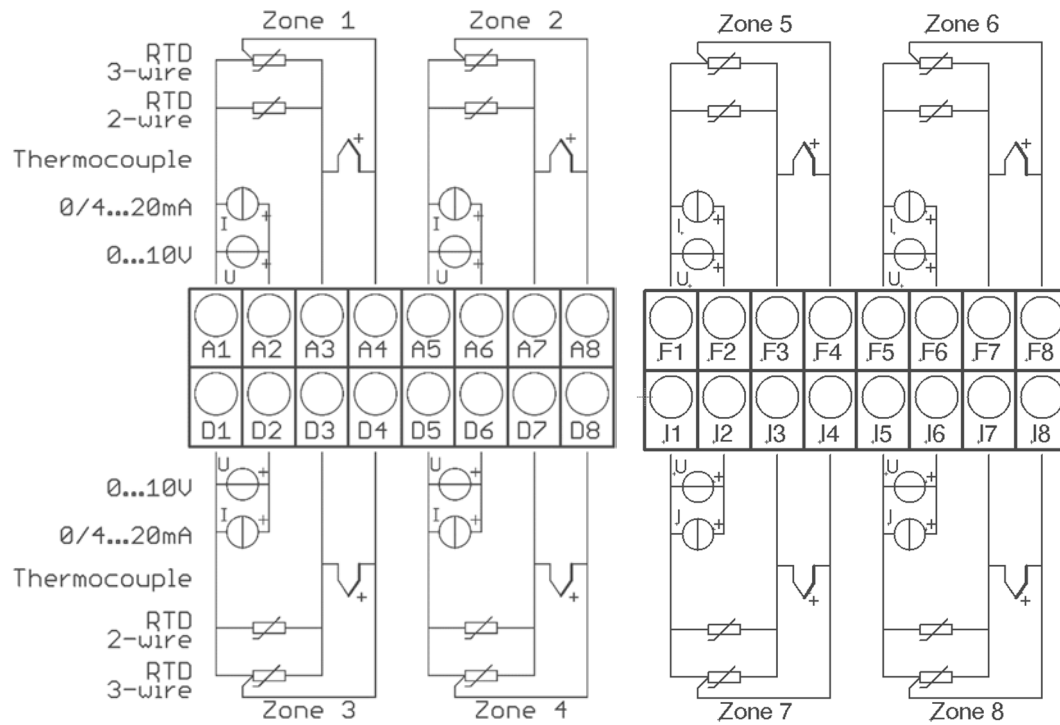 Zone 1 Zone 2 Zone 5 Zone 6
RTD
3-wire
RTD
2-wire
Thermocouple + + + +
0/4...20mA
I + I + I + I +
0...10V
U + U + U + U +
A1 A2 A3 A4 A5 A6 A7 A8 F1 F2 F3 F4 F5 F6 F7 F8
D1 D2 D3 D4 D5 D6 D7 D8 I1 I2 I3 I4 I5 I6 I7 I8
U + U + U + U +
0...10V
I + I + J + J +
0/4...20mA
Thermocouple + + + +
RTD
2-wire
RTD
3-wire
Zone 3 Zone 4 Zone 7 Zone 8